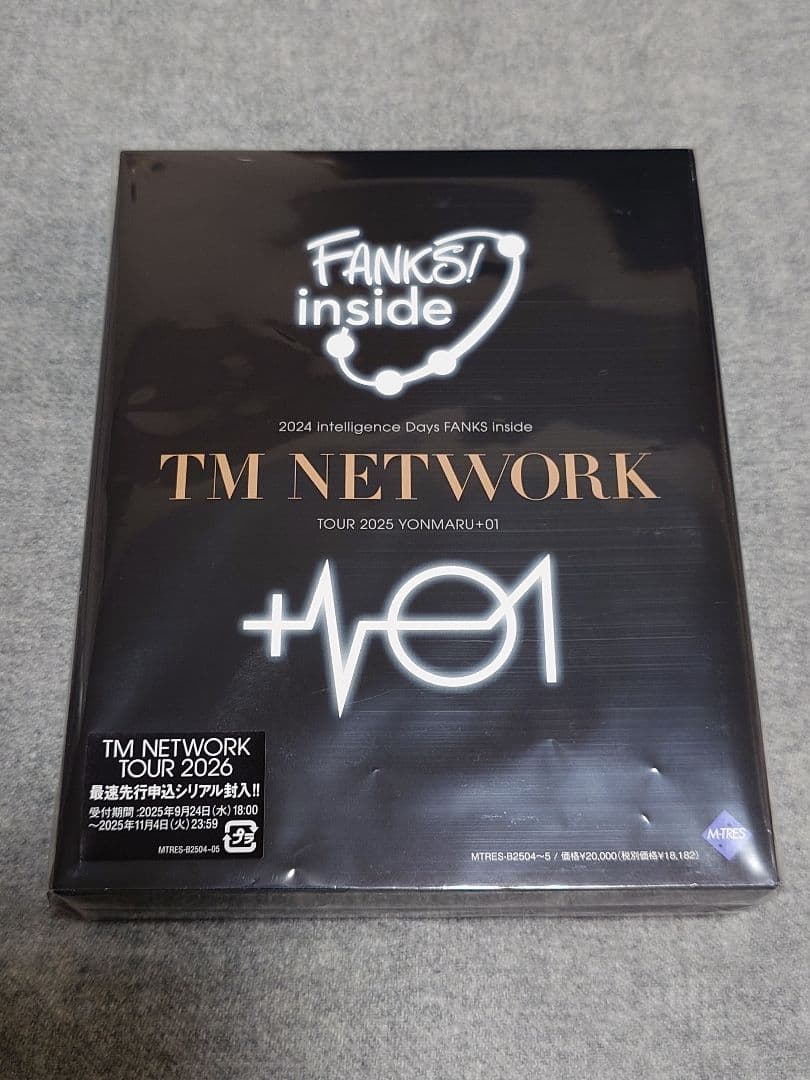 FANKS!
inside
2024 intelligence Days FANKS inside
TM NETWORK
TOUR 2025 YONMARU+01
+01
TM NETWORK
TOUR 2026
最速先行申込シリアル封入!!
受付期間:2025年9月24日(水)18:00
〜2025年11月4日(火)23:59
プラ
MTRES-B2504-05
M-TRES
MTRES-B2504〜5 / 価格¥20,000(税別価格¥18,182)